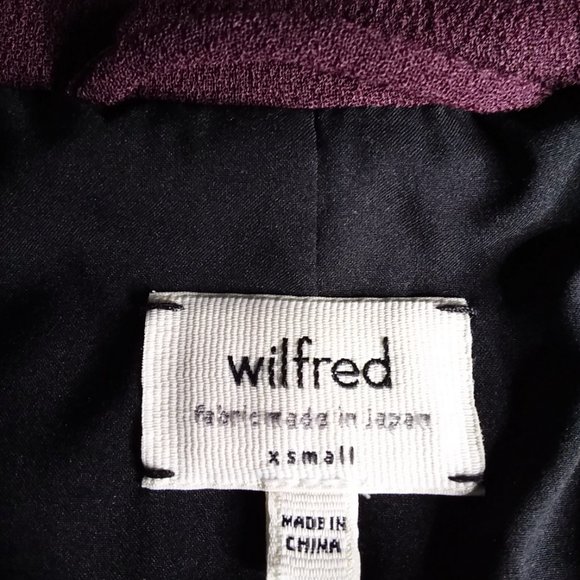 wilfred
fabric made in Japan
x small
MADE IN
CHINA